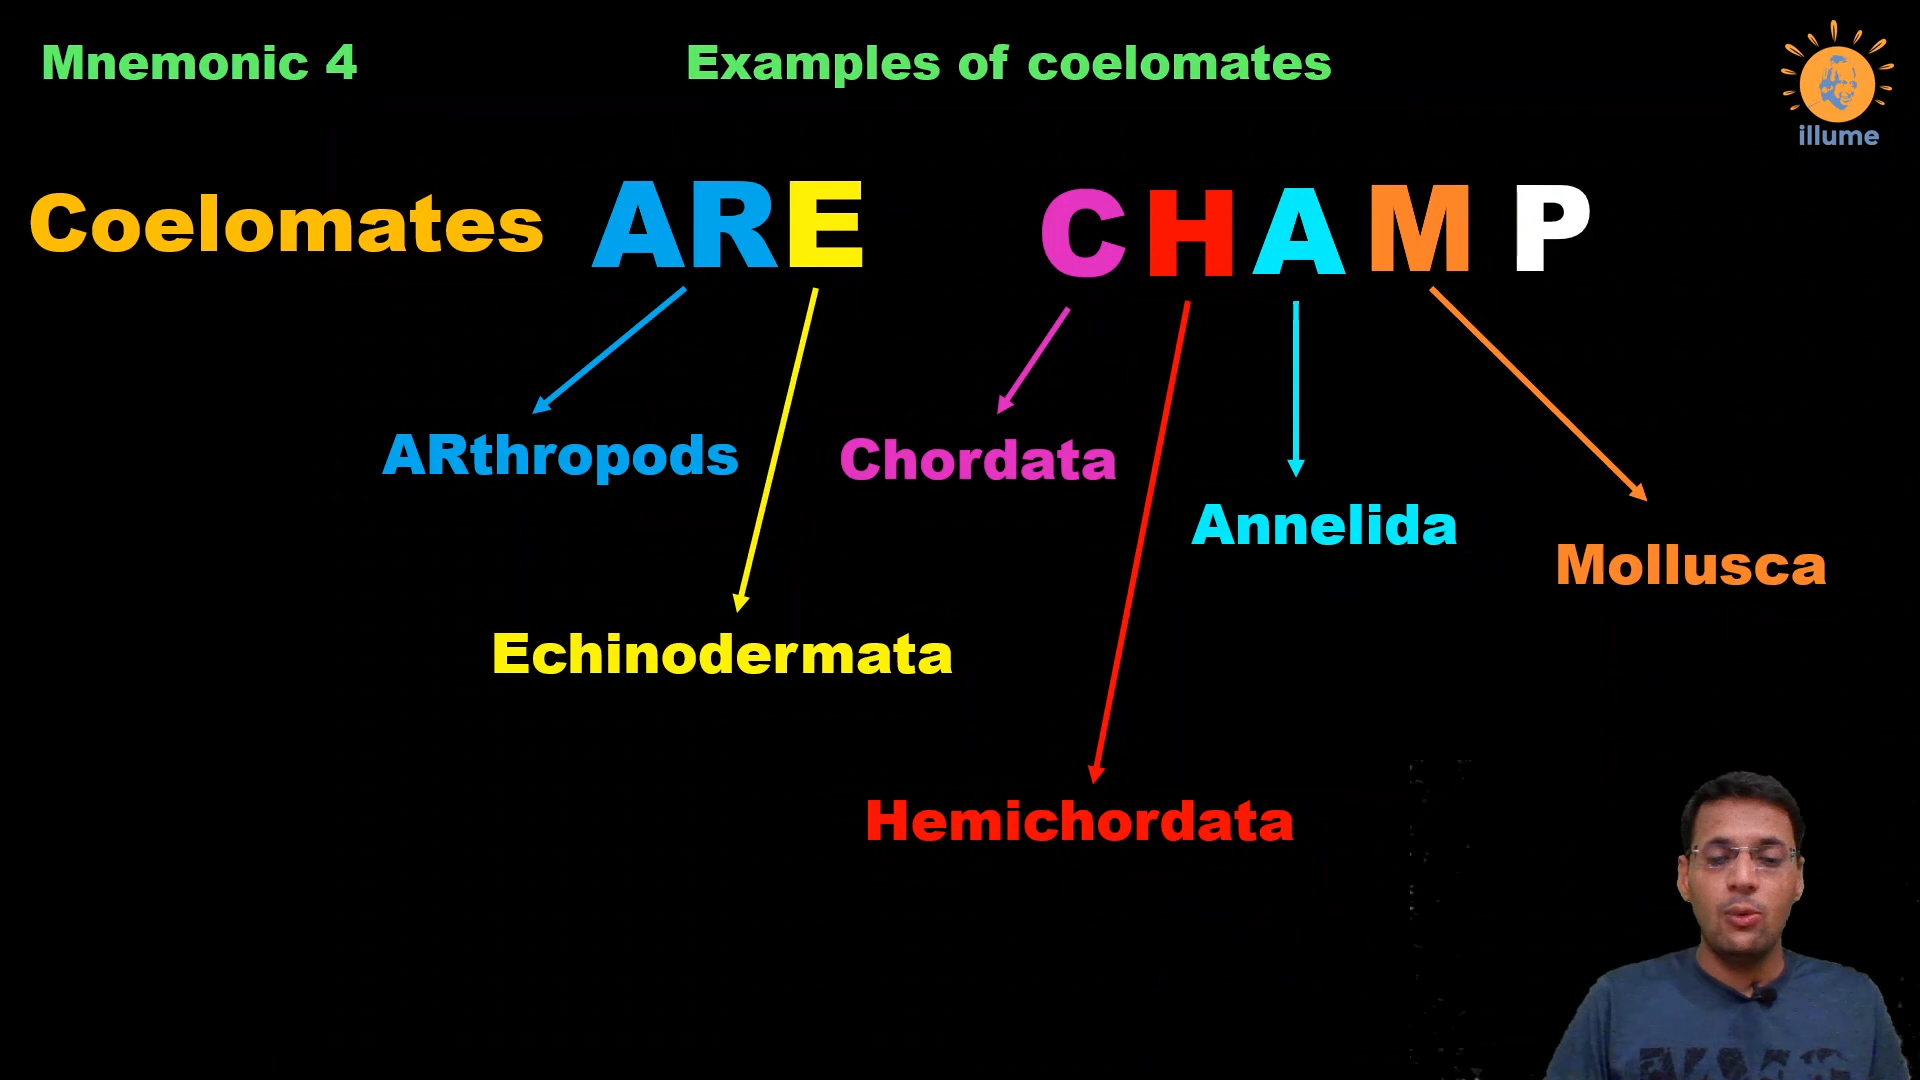 Mnemonic 4
Examples of coelomates
illume
Coelomates ARE CHAMP
ARthropods
Chordata
Annelida
Mollusca
Echinodermata
Hemichordata